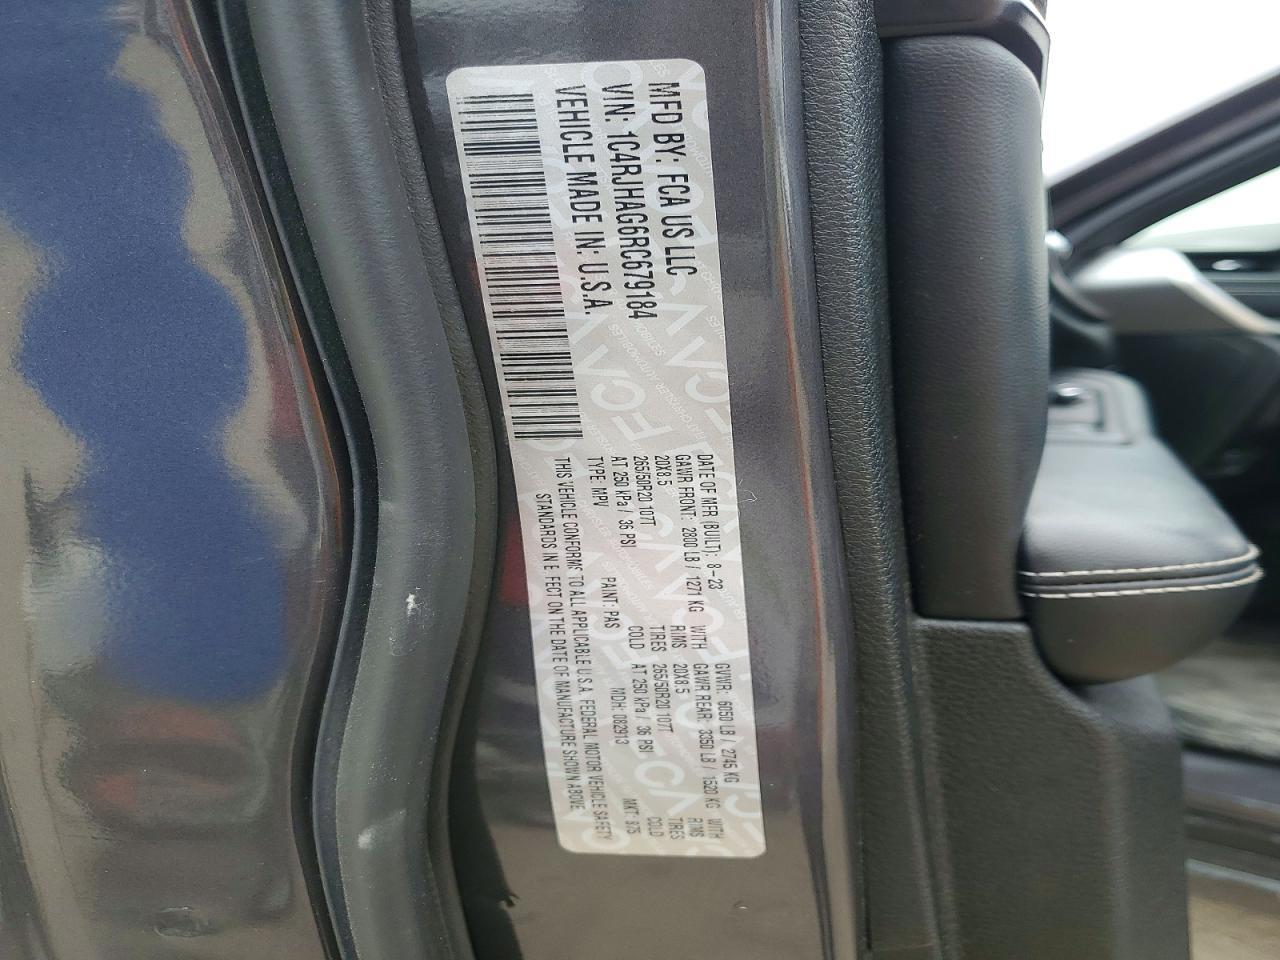 MFD BY: FCA US LLC
VIN: 1C4RJHAG6RC679184
VEHICLE MADE IN: U.S.A.
DATE OF MFR (BUILT): 8-23 GVWR: 6050 LB / 2745 KG WITH
GAWR FRONT: 2800 LB / 1271 KG WITH GAWR REAR: 3350 LB / 1520 KG RIMS
20X8.5 RIMS 20X8.5 TIRES
265/50R20 107T TIRES 265/50R20 107T COLD
AT 250 kPa / 36 PSI COLD AT 250 kPa / 36 PSI
TYPE: MPV PAINT: PAS MDH: 082913 MKT: 975
THIS VEHICLE CONFORMS TO ALL APPLICABLE U.S.A. FEDERAL MOTOR VEHICLE SAFETY
STANDARDS IN E FECT ON THE DATE OF MANUFACTURE SHOWN ABOVE.